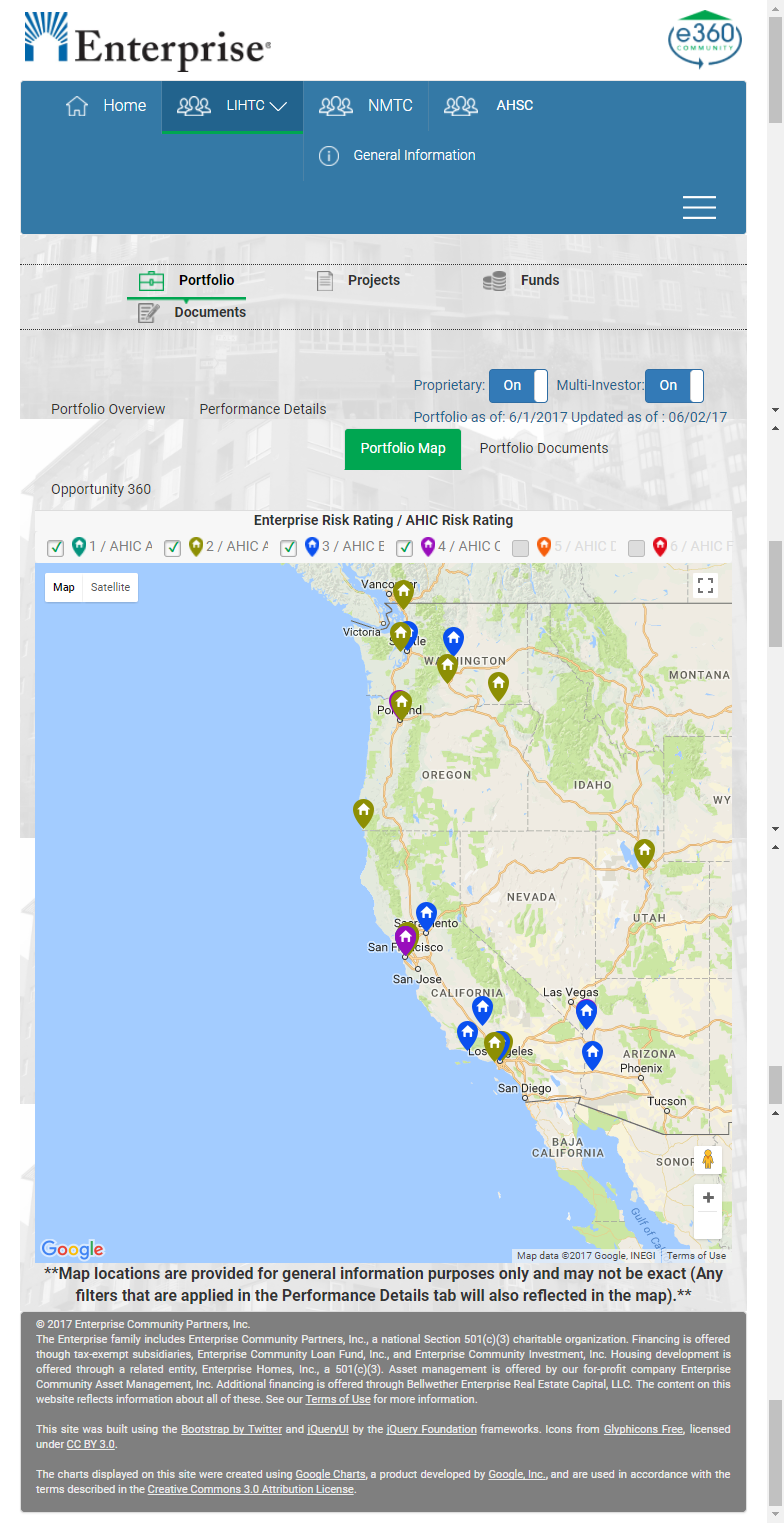 Enterprise®
e360
COMMUNITY
Home
LIHTC
NMTC
AHSC
General Information
Portfolio
Projects
Funds
Documents
Proprietary: On Multi-Investor: On
Portfolio Overview
Performance Details
Portfolio as of: 6/1/2017 Updated as of : 06/02/17
Portfolio Map
Portfolio Documents
Opportunity 360
Enterprise Risk Rating / AHIC Risk Rating
1 / AHIC A
2 / AHIC A
3 / AHIC
4 / AHIC
5 / AHIC
6 / AHIC F
Map
Satellite
Victoria
WASHINGTON
MONTANA
OREGON
IDAHO
WY
NEVADA
UTAH
San Jose
CALIFORNIA
Las Vegas
ARIZONA
Phoenix
San Diego
Tucson
BAJA
CALIFORNIA
Gulf of
Google
Map data ©2017 Google, INEGI
Terms of Use
**Map locations are provided for general information purposes only and may not be exact (Any
filters that are applied in the Performance Details tab will also reflected in the map).**
© 2017 Enterprise Community Partners, Inc.
The Enterprise family includes Enterprise Community Partners, Inc., a national Section 501(c)(3) charitable organization. Financing is offered
though tax-exempt subsidiaries, Enterprise Community Loan Fund, Inc., and Enterprise Community Investment, Inc. Housing development is
offered through a related entity, Enterprise Homes, Inc., a 501(c)(3). Asset management is offered by our for-profit company Enterprise
Community Asset Management, Inc. Additional financing is offered through Bellwether Enterprise Real Estate Capital, LLC. The content on this
website reflects information about all of these. See our Terms of Use for more information.
This site was built using the Bootstrap by Twitter and jQueryUI by the jQuery Foundation frameworks. Icons from Glyphicons Free, licensed
under CC BY 3.0.
The charts displayed on this site were created using Google Charts, a product developed by Google, Inc., and are used in accordance with the
terms described in the Creative Commons 3.0 Attribution License.